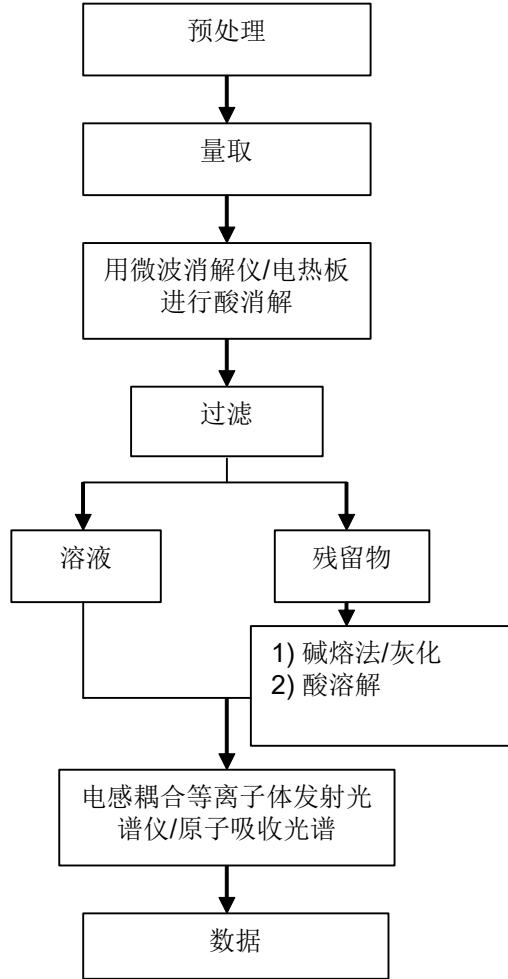 预处理
量取
用微波消解仪/电热板
进行酸消解
过滤
溶液
残留物
1) 碱熔法/灰化
2) 酸溶解
电感耦合等离子体发射光
谱仪/原子吸收光谱
数据